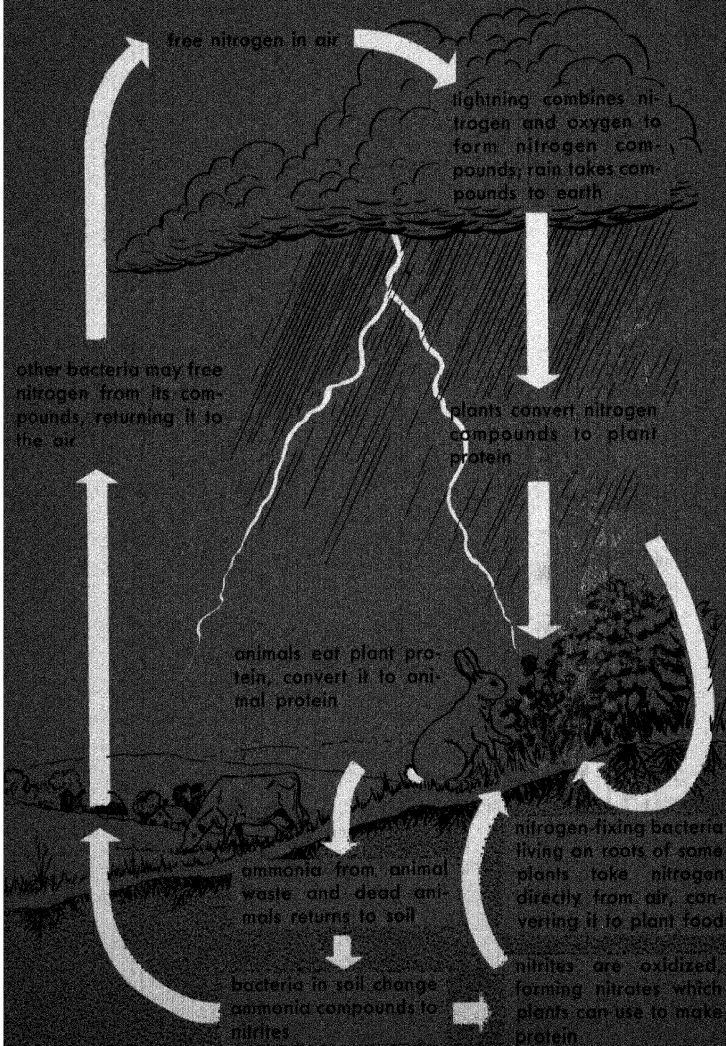 free nitrogen in air
lightning combines ni-
trogen and oxygen to
form nitrogen com-
pounds; rain takes com-
pounds to earth
other bacteria may free
nitrogen from its com-
pounds, returning it to
the air
plants convert nitrogen
compounds to plant
protein
animals eat plant pro-
tein, convert it to ani-
mal protein
nitrogen-fixing bacteria
living on roots of some
plants take nitrogen
directly from air, con-
verting it to plant food
ammonia from animal
waste and dead ani-
mals returns to soil
bacteria in soil change
ammonia compounds to
nitrites
nitrites are oxidized,
forming nitrates which
plants can use to make
protein